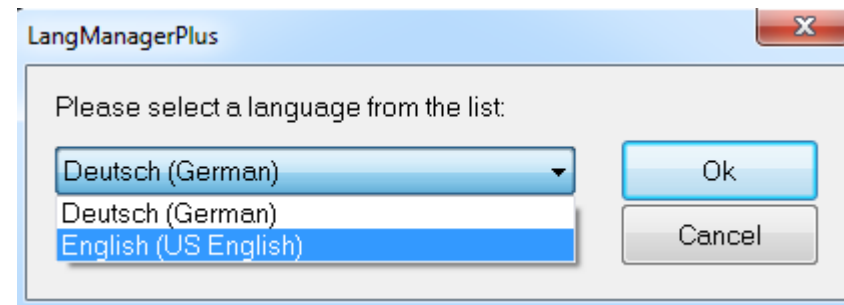 LangManagerPlus
Please select a language from the list:
Deutsch (German)
Ok
Deutsch (German)
English (US English)
Cancel